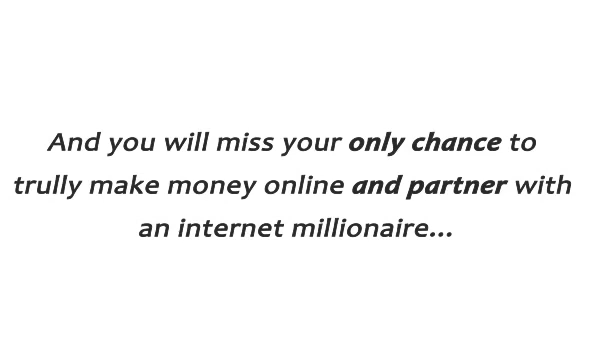 And you will miss your only chance to
trully make money online and partner with
an internet millionaire...